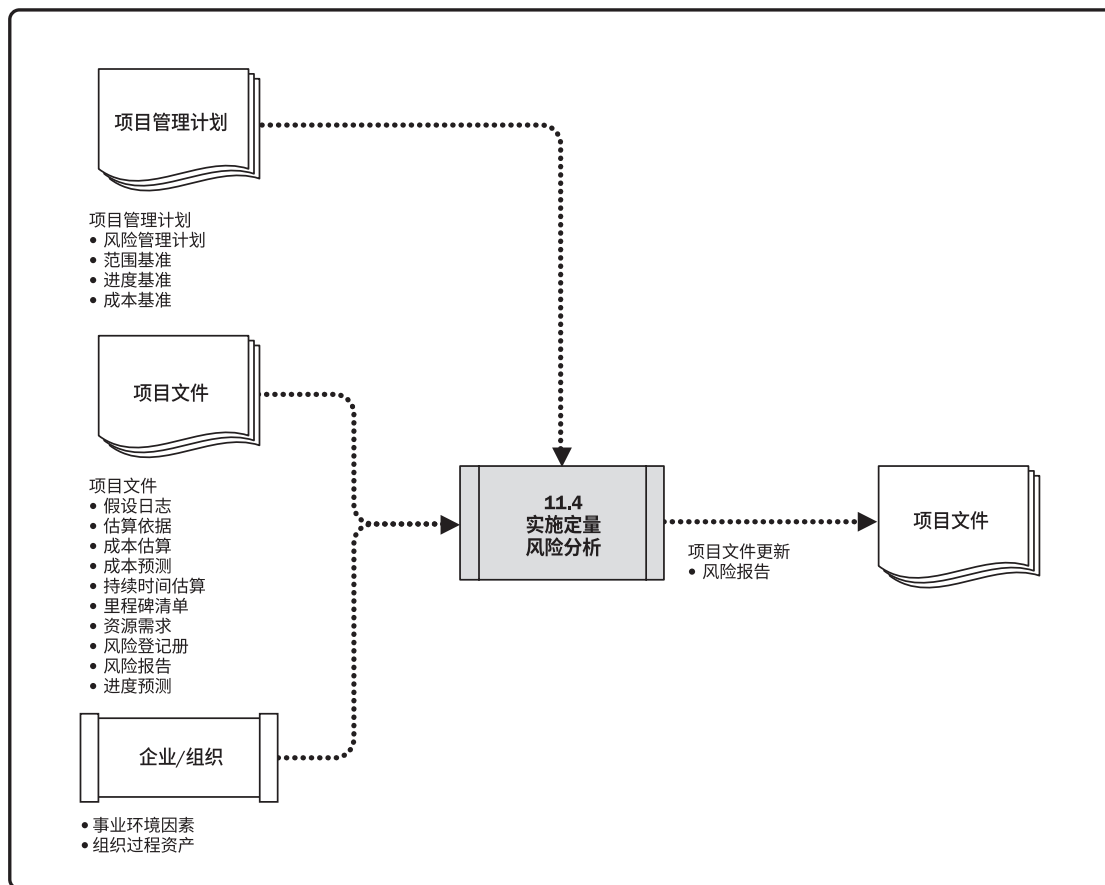 项目管理计划
项目管理计划
• 风险管理计划
• 范围基准
• 进度基准
• 成本基准
项目文件
项目文件
• 假设日志
• 估算依据
• 成本估算
• 成本预测
• 持续时间估算
• 里程碑清单
• 资源需求
• 风险登记册
• 风险报告
• 进度预测
企业/组织
• 事业环境因素
• 组织过程资产
11.4
实施定量
风险分析
项目文件更新
• 风险报告
项目文件